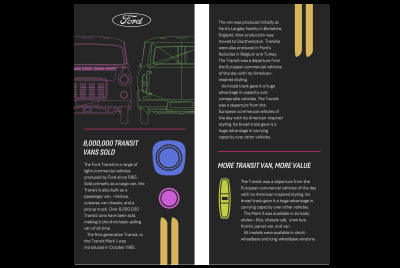 Ford
8,000,000 TRANSIT
VANS SOLD
The Ford Transit is a range of
light commercial vehicles
produced by Ford since 1965.
Sold primarily as a cargo van, the
Transit is also built as a
passenger van, minibus,
cutaway van chassis, and a
pickup truck. Over 8,000,000
Transit vans have been sold,
making it the third best-selling
van of all time.
The first-generation Transit, or
the Transit Mark I, was
introduced in October 1965.
The van was produced initially at
Ford's Langley facility in Berkshire,
England, then production was
moved to Southampton. Transits
were also produced in Ford's
factories in Belgium and Turkey.
The Transit was a departure from
the European commercial vehicles
of the day with its American-
inspired styling.
Its broad track gave it a huge
advantage in capacity over
comparable vehicles. The Transit
was a departure from the
European commercial vehicles of
the day with its American-inspired
styling. Its broad track gave it a
huge advantage in carrying
capacity over other vehicles.
MORE TRANSIT VAN, MORE VALUE
The Transit was a departure from the
European commercial vehicles of the day
with its American-inspired styling. Its
broad track gave it a huge advantage in
carrying capacity over other vehicles.
The Mark II was available in six body
styles—Bus, chassis cab, crew bus,
Kombi, parcel van, and van.
All models were available in short-
wheelbase and long-wheelbase versions.